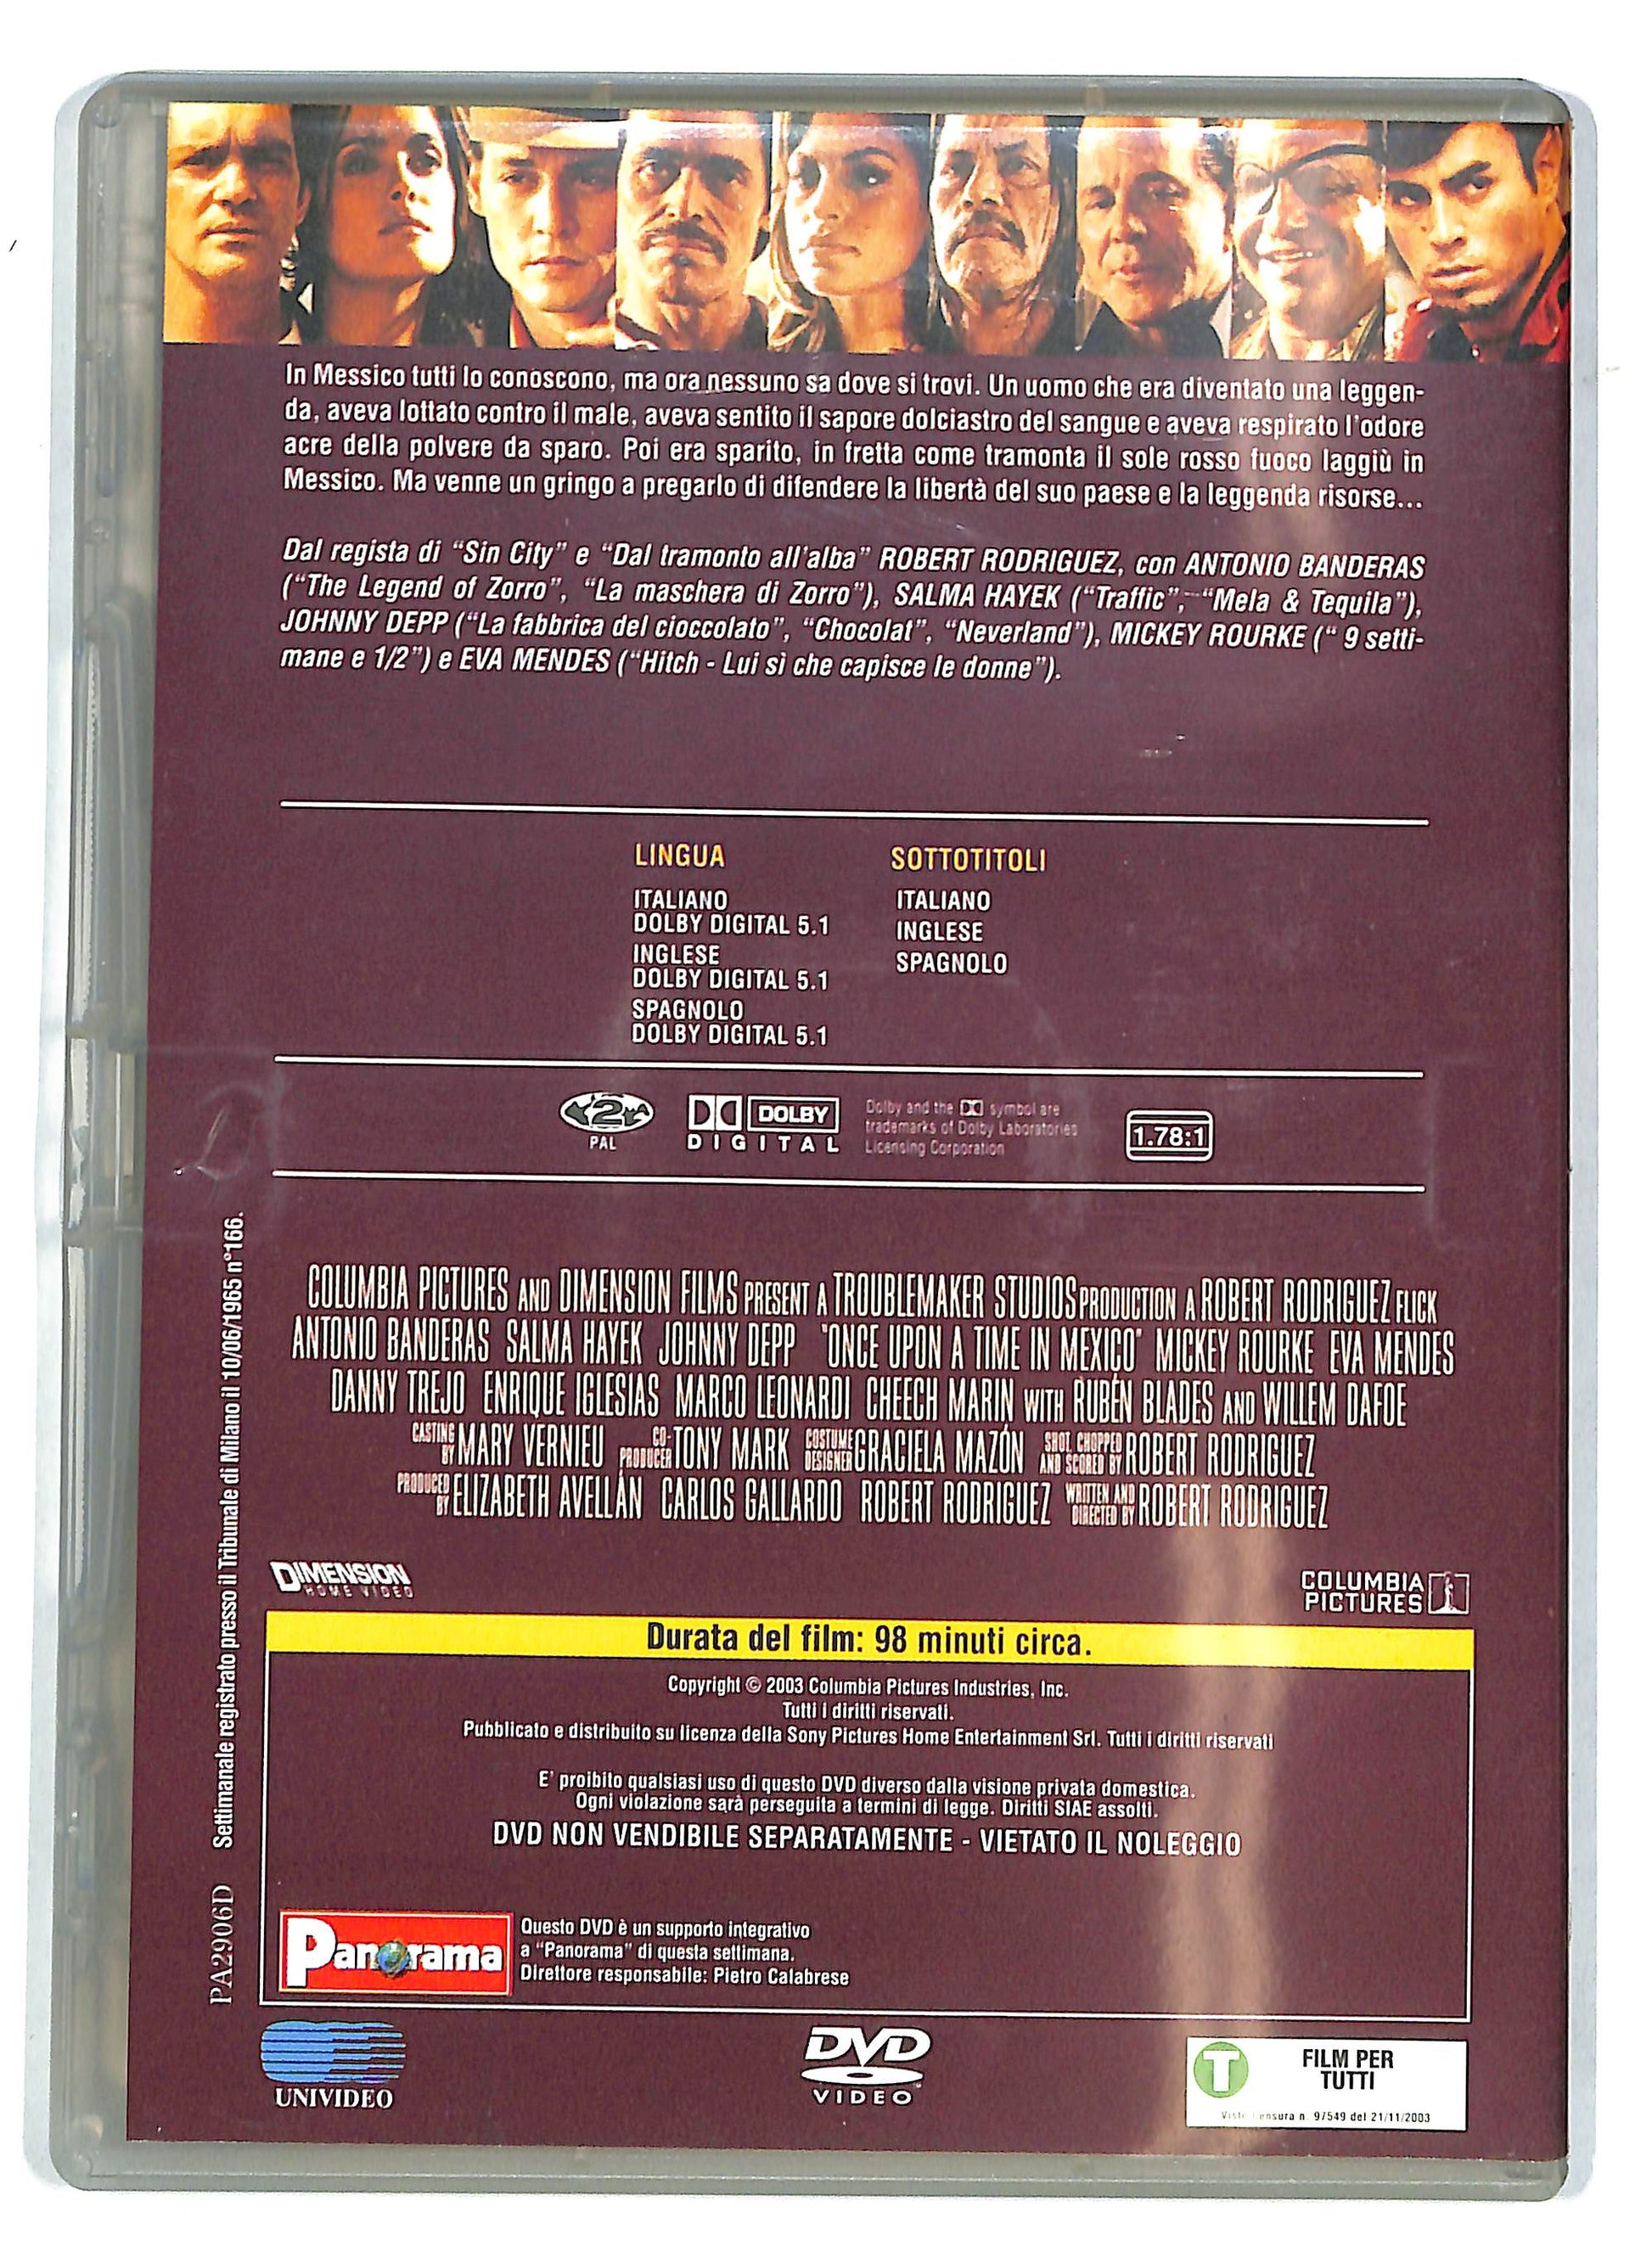 In Messico tutti lo conoscono, ma ora nessuno sa dove si trovi. Un uomo che era diventato una leggen-
da, aveva lottato contro il male, aveva sentito il sapore dolciastro del sangue e aveva respirato l'odore
acre della polvere da sparo. Poi era sparito, in fretta come tramonta il sole rosso fuoco laggiù in
Messico. Ma venne un gringo a pregarlo di difendere la libertà del suo paese e la leggenda risorse...
Dal regista di "Sin City" e "Dal tramonto all'alba" ROBERT RODRIGUEZ, con ANTONIO BANDERAS
("The Legend of Zorro", "La maschera di Zorro"), SALMA HAYEK ("Traffic", "Mela & Tequila"),
JOHNNY DEPP ("La fabbrica del cioccolato", "Chocolat", "Neverland"), MICKEY ROURKE (" 9 setti-
mane e 1/2") e EVA MENDES ("Hitch - Lui sì che capisce le donne").
LINGUA
ITALIANO
DOLBY DIGITAL 5.1
INGLESE
DOLBY DIGITAL 5.1
SPAGNOLO
DOLBY DIGITAL 5.1
SOTTOTITOLI
ITALIANO
INGLESE
SPAGNOLO
2
PAL
DOLBY
DIGITAL
Dolby and the symbol are
trademarks of Dolby Laboratories
Licensing Corporation
1.78:1
COLUMBIA PICTURES AND DIMENSION FILMS PRESENT A TROUBLEMAKER STUDIOS PRODUCTION A ROBERT RODRIGUEZ FLICK
ANTONIO BANDERAS SALMA HAYEK JOHNNY DEPP "ONCE UPON A TIME IN MEXICO" MICKEY ROURKE EVA MENDES
DANNY TREJO ENRIQUE IGLESIAS MARCO LEONARDI CHEECH MARIN WITH RUBÉN BLADES AND WILLEM DAFOE
CASTING BY MARY VERNIEU CO-PRODUCER TONY MARK COSTUME DESIGNER GRACIELA MAZÓN SHOT, CHOPPED AND SCORED BY ROBERT RODRIGUEZ
PRODUCED BY ELIZABETH AVELLÁN CARLOS GALLARDO ROBERT RODRIGUEZ WRITTEN AND DIRECTED BY ROBERT RODRIGUEZ
DIMENSION
HOME VIDEO
COLUMBIA
PICTURES
Durata del film: 98 minuti circa.
Copyright © 2003 Columbia Pictures Industries, Inc.
Tutti i diritti riservati.
Pubblicato e distribuito su licenza della Sony Pictures Home Entertainment Srl. Tutti i diritti riservati
E' proibito qualsiasi uso di questo DVD diverso dalla visione privata domestica.
Ogni violazione sarà perseguita a termini di legge. Diritti SIAE assolti.
DVD NON VENDIBILE SEPARATAMENTE - VIETATO IL NOLEGGIO
Panorama
Questo DVD è un supporto integrativo
a "Panorama" di questa settimana.
Direttore responsabile: Pietro Calabrese
PA2906D Settimanale registrato presso il Tribunale di Milano il 10/06/1965 n°166.
UNIVIDEO
DVD
VIDEO
T
FILM PER
TUTTI
Visto censura n. 97549 del 21/11/2003